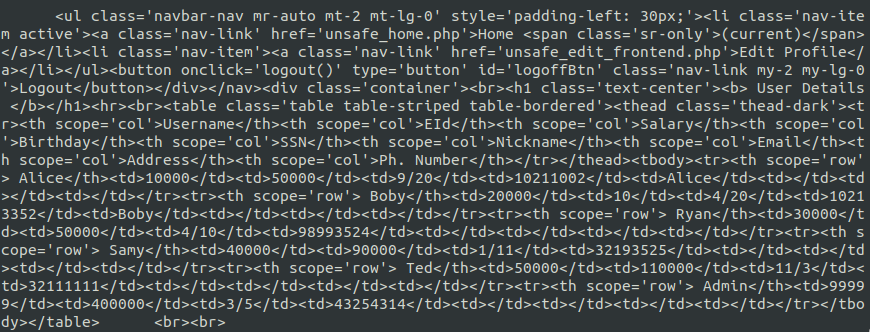 <ul class='navbar-nav mr-auto mt-2 mt-lg-0' style='padding-left: 30px;'><li class='nav-ite
m active'><a class='nav-link' href='unsafe_home.php'>Home <span class='sr-only'>(current)</span>
</a></li><li class='nav-item'><a class='nav-link' href='unsafe_edit_frontend.php'>Edit Profile</
a></li></ul><button onclick='logout()' type='button' id='logoffBtn' class='nav-link my-2 my-lg-0
'>Logout</button></div></nav><div class='container'><br><h1 class='text-center'><b> User Details
 </b></h1><hr><br><table class='table table-striped table-bordered'><thead class='thead-dark'><t
r><th scope='col'>Username</th><th scope='col'>EId</th><th scope='col'>Salary</th><th scope='col
'>Birthday</th><th scope='col'>SSN</th><th scope='col'>Nickname</th><th scope='col'>Email</th><t
h scope='col'>Address</th><th scope='col'>Ph. Number</th></tr></thead><tbody><tr><th scope='row'
> Alice</th><td>10000</td><td>50000</td><td>9/20</td><td>10211002</td><td>Alice</td><td></td><td
></td><td></td></tr><tr><th scope='row'> Boby</th><td>20000</td><td>10</td><td>4/20</td><td>1021
3352</td><td>Boby</td><td></td><td></td><td></td></tr><tr><th scope='row'> Ryan</th><td>30000</t
d><td>50000</td><td>4/10</td><td>98993524</td><td></td><td></td><td></td><td></td></tr><tr><th s
cope='row'> Samy</th><td>40000</td><td>90000</td><td>1/11</td><td>32193525</td><td></td><td></td
><td></td><td></td></tr><tr><th scope='row'> Ted</th><td>50000</td><td>110000</td><td>11/3</td><
td>32111111</td><td></td><td></td><td></td><td></td></tr><tr><th scope='row'> Admin</th><td>9999
9</td><td>400000</td><td>3/5</td><td>43254314</td><td></td><td></td><td></td><td></td></tr></tbo
dy></table>      <br><br>